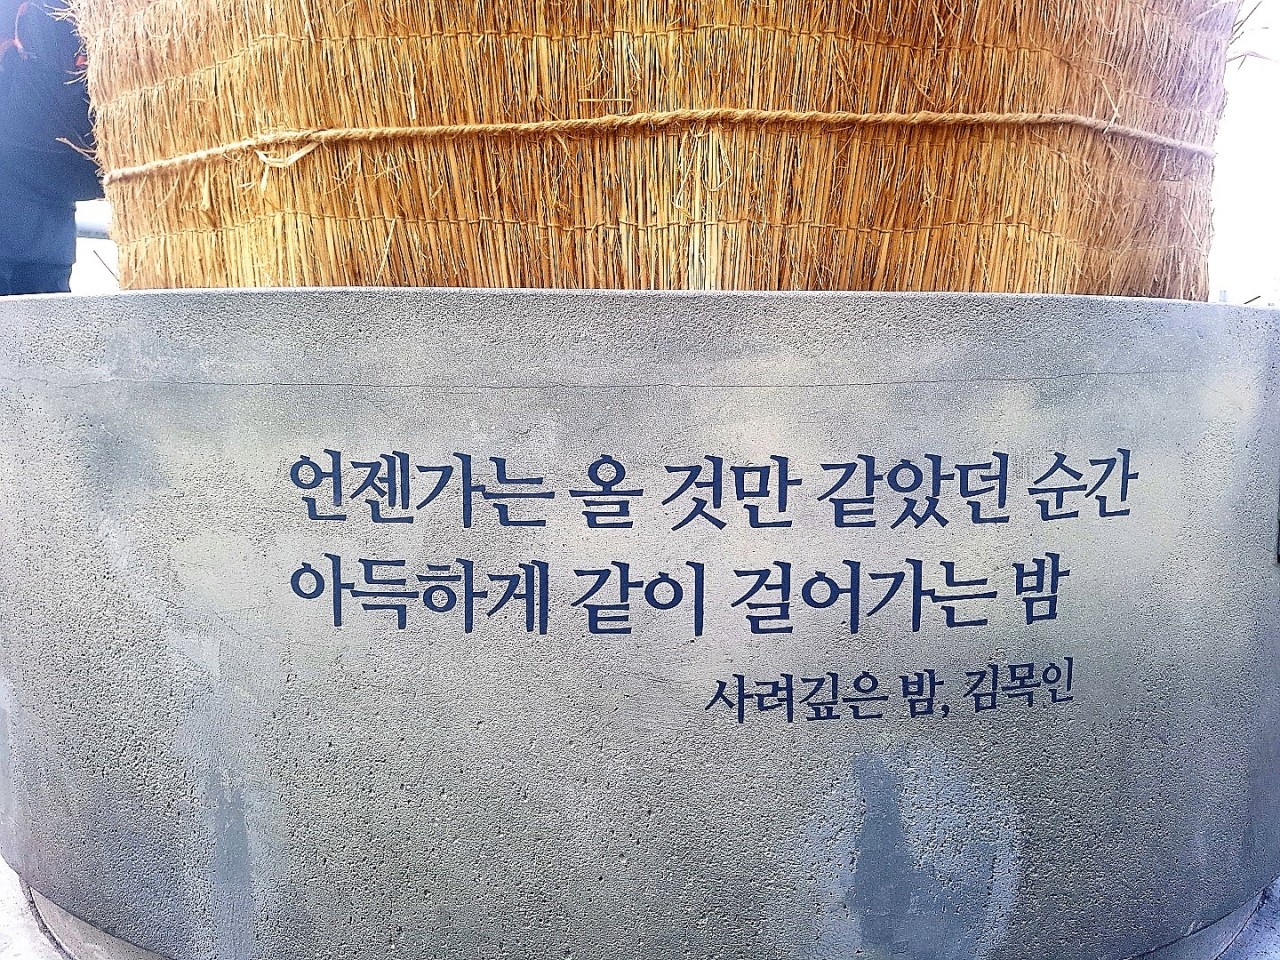 언젠가는 올 것만 같았던 순간
아득하게 같이 걸어가는 밤
사려깊은 밤, 김목인